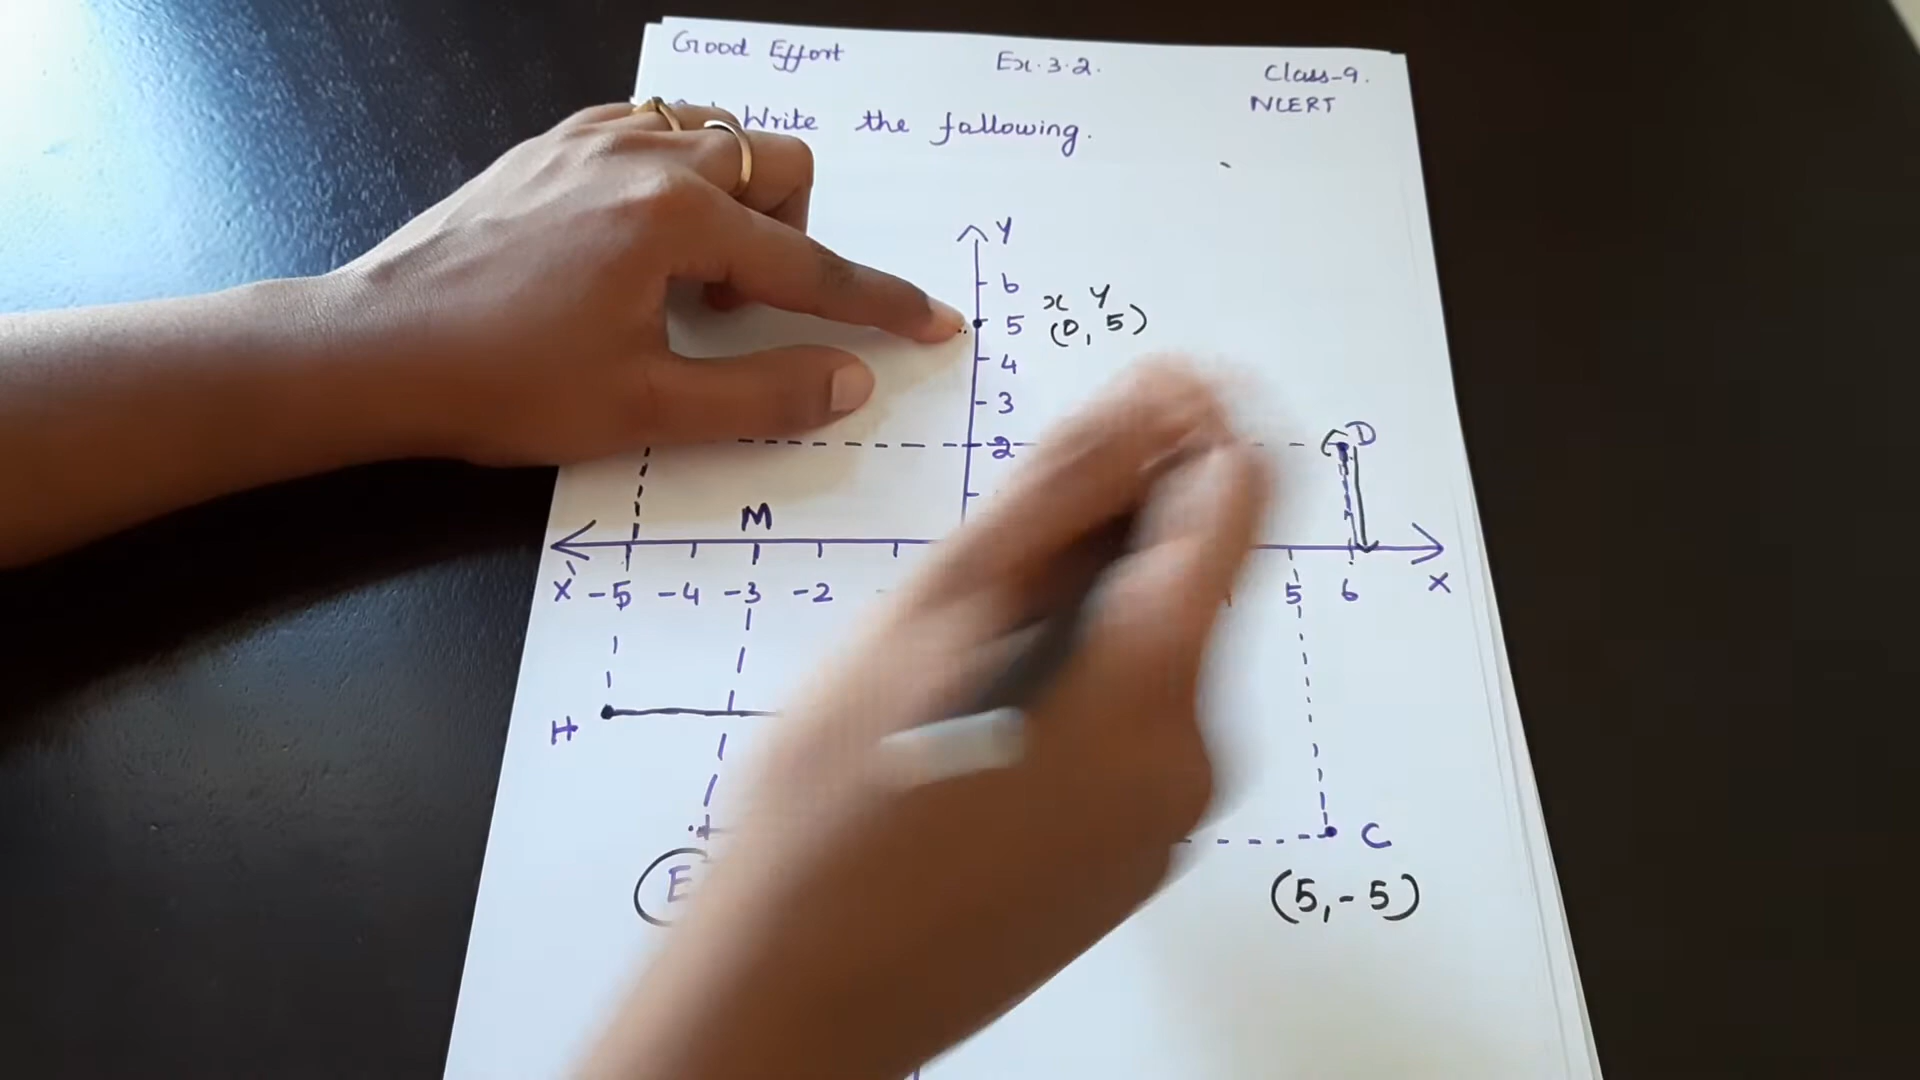 Good Effort Ex.3.2. Class-9.
NCERT
Write the following.
Y
6
x Y
5 (0, 5)
4
3
2 D
M
X' -5 -4 -3 -2 5 6 X
H
E C
(5,-5)